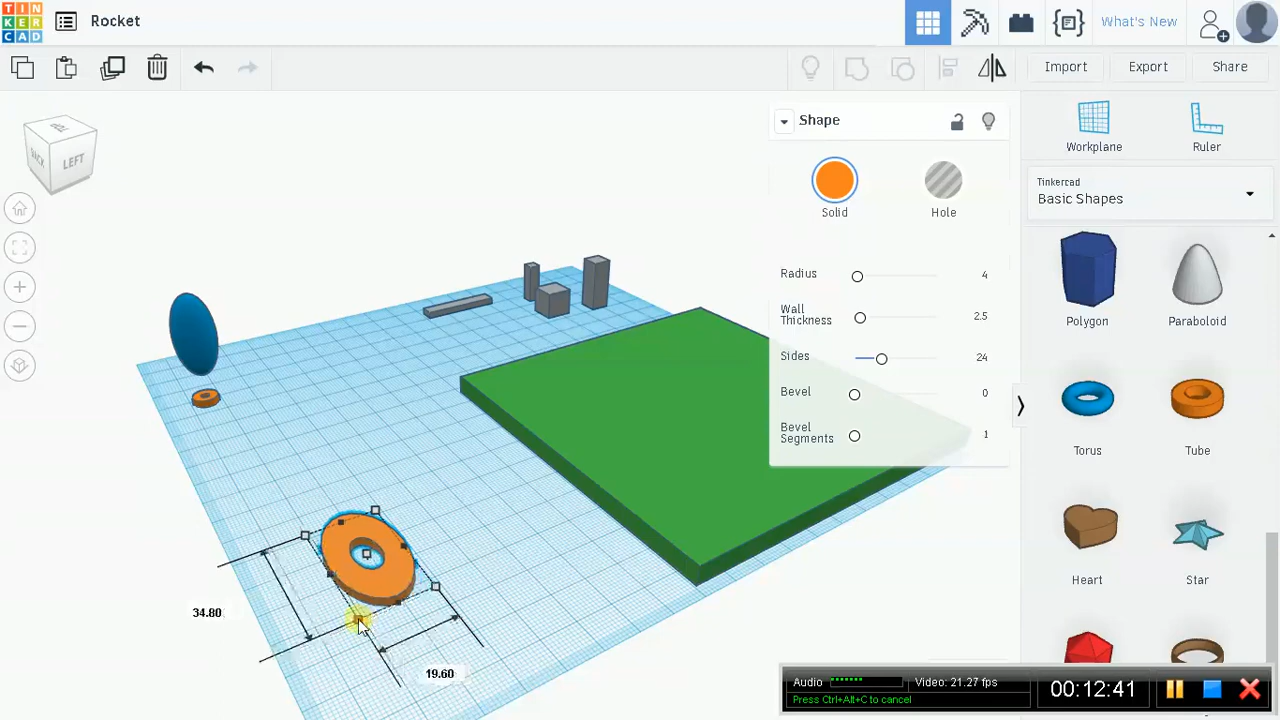 TIN
KER
CAD
Rocket
What's New
Import
Export
Share
TOP
BACK
LEFT
Shape
Solid
Hole
Radius
4
Wall
Thickness
2.5
Sides
24
Bevel
0
Bevel
Segments
1
Workplane
Ruler
Tinkercad
Basic Shapes
Polygon
Paraboloid
Torus
Tube
Heart
Star
34.80
19.60
Audio
Video: 21.27 fps
Press Ctrl+Alt+C to cancel
00:12:41